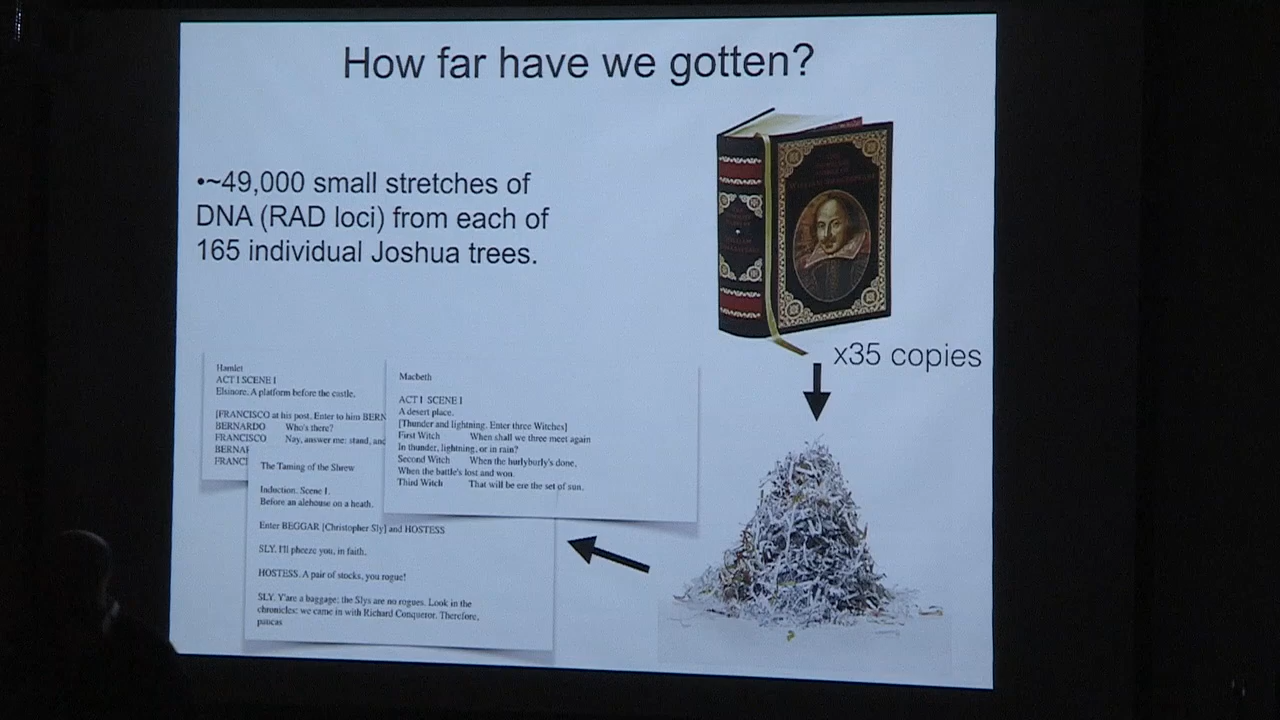 How far have we gotten?
•~49,000 small stretches of
DNA (RAD loci) from each of
165 individual Joshua trees.
x35 copies
Hamlet
ACT I SCENE I
Elsinore. A platform before the castle.
[FRANCISCO at his post. Enter to him BERN
BERNARDO Who's there?
FRANCISCO Nay, answer me: stand, and
BERNAR
FRANCI
Macbeth
ACT I SCENE I
A desert place.
[Thunder and lightning. Enter three Witches]
First Witch When shall we three meet again
In thunder, lightning, or in rain?
Second Witch When the hurlyburly's done,
When the battle's lost and won.
Third Witch That will be ere the set of sun.
The Taming of the Shrew
Induction. Scene I.
Before an alehouse on a heath.
Enter BEGGAR [Christopher Sly] and HOSTESS
SLY. I'll pheeze you, in faith.
HOSTESS. A pair of stocks, you rogue!
SLY. Y'are a baggage; the Slys are no rogues. Look in the
chronicles: we came in with Richard Conqueror. Therefore,
paucas